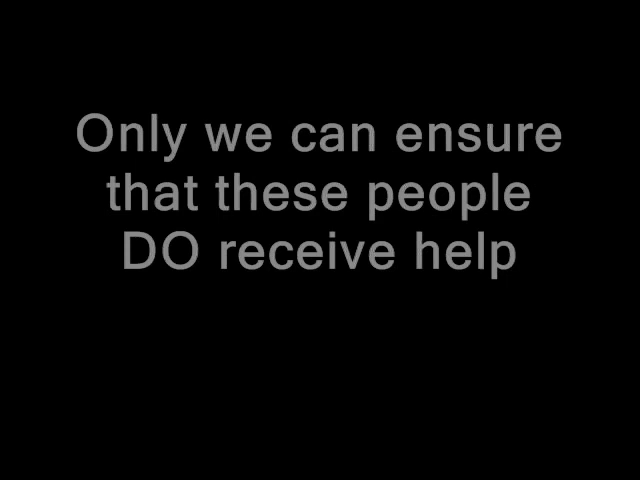 Only we can ensure
that these people
DO receive help